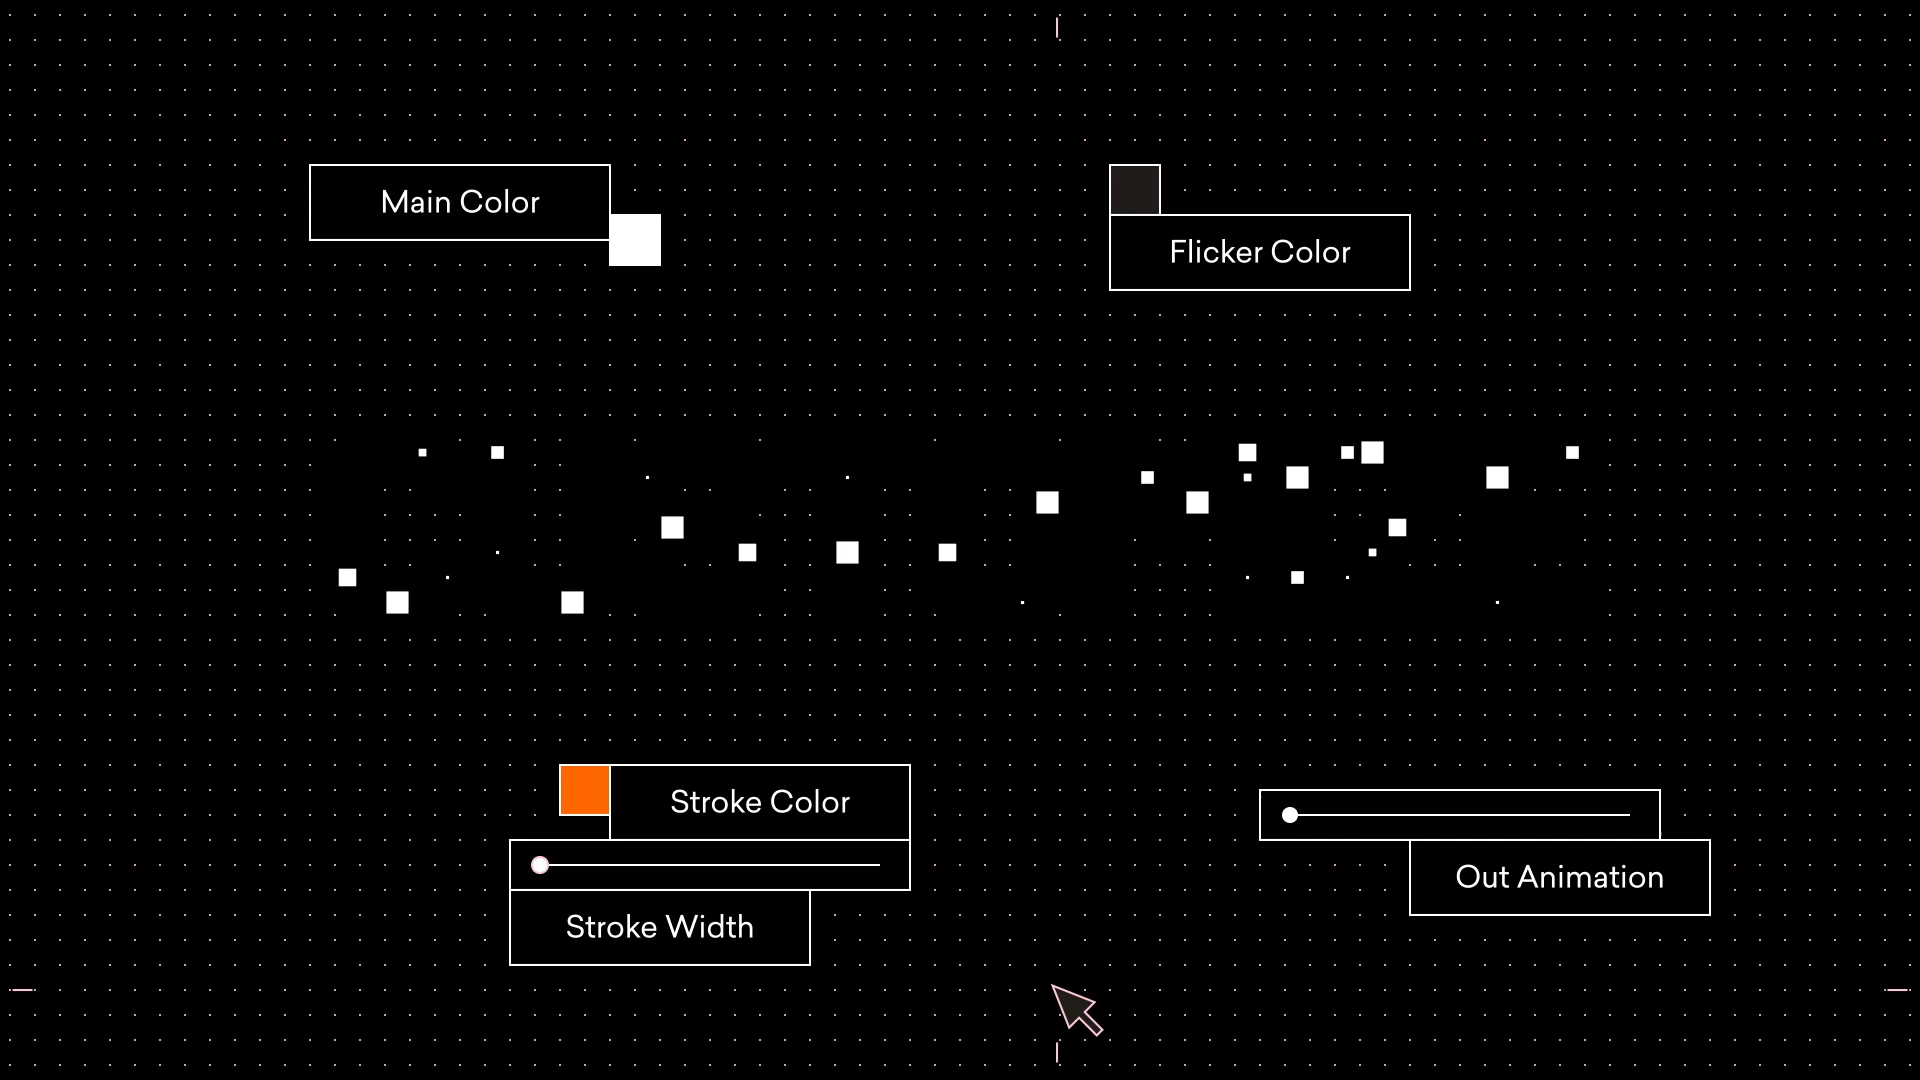 Main Color
Flicker Color
Stroke Color
Stroke Width
Out Animation